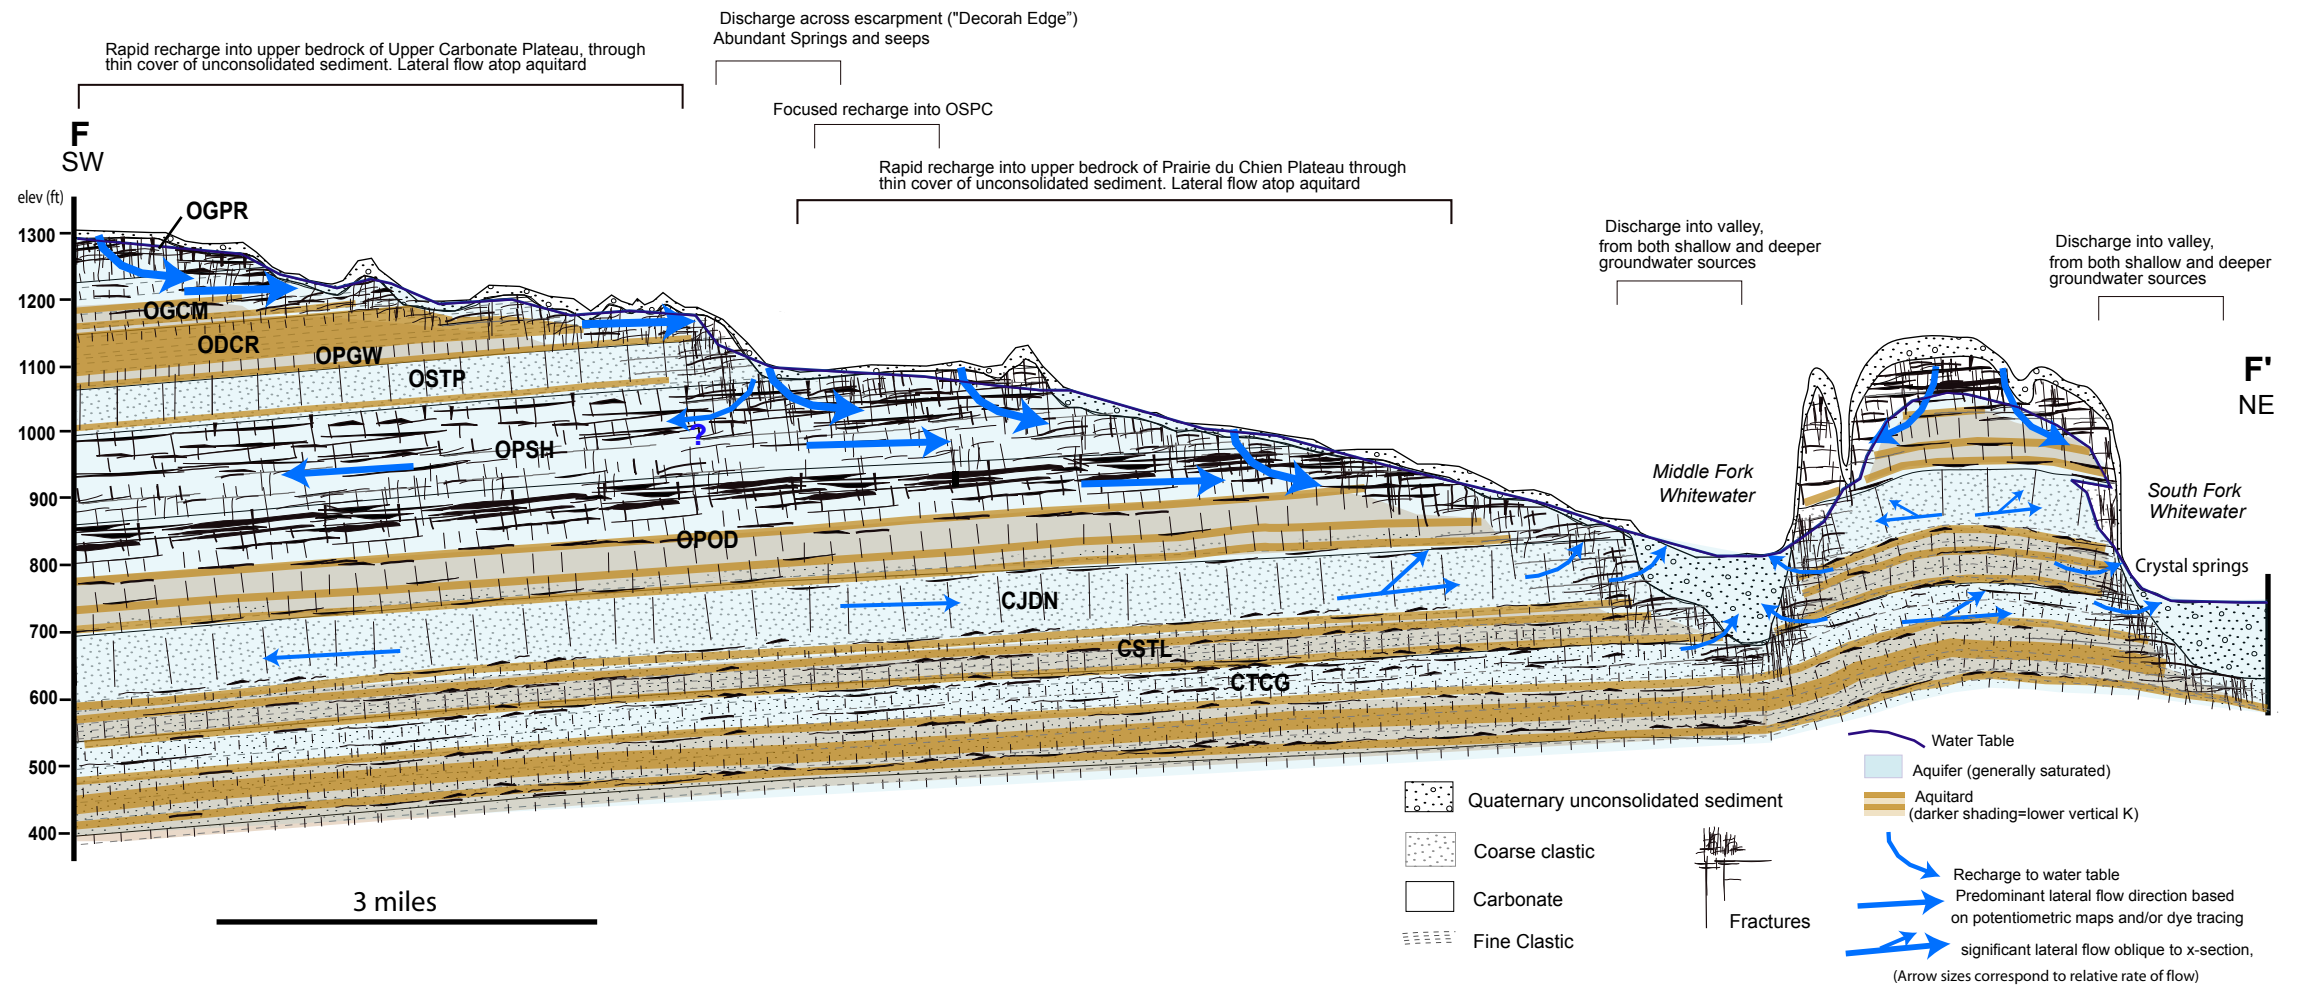 Discharge across escarpment ("Decorah Edge”)
Abundant Springs and seeps
Rapid recharge into upper bedrock of Upper Carbonate Plateau, through
thin cover of unconsolidated sediment. Lateral flow atop aquitard
Focused recharge into OSPC
F
SW
Rapid recharge into upper bedrock of Prairie du Chien Plateau through
thin cover of unconsolidated sediment. Lateral flow atop aquitard
elev (ft)
OGPR
Discharge into valley,
from both shallow and deeper
groundwater sources
Discharge into valley,
from both shallow and deeper
groundwater sources
1300
1200
1100
1000
900
800
700
600
500
400
OGCM
ODCR
OPGW
OSTP
OPSH
?
OPOD
CJDN
CSTL
CTCG
F'
NE
Middle Fork
Whitewater
South Fork
Whitewater
Crystal springs
3 miles
Quaternary unconsolidated sediment
Coarse clastic
Carbonate
Fine Clastic
Fractures
Water Table
Aquifer (generally saturated)
Aquitard
(darker shading=lower vertical K)
Recharge to water table
Predominant lateral flow direction based
on potentiometric maps and/or dye tracing
significant lateral flow oblique to x-section,
(Arrow sizes correspond to relative rate of flow)